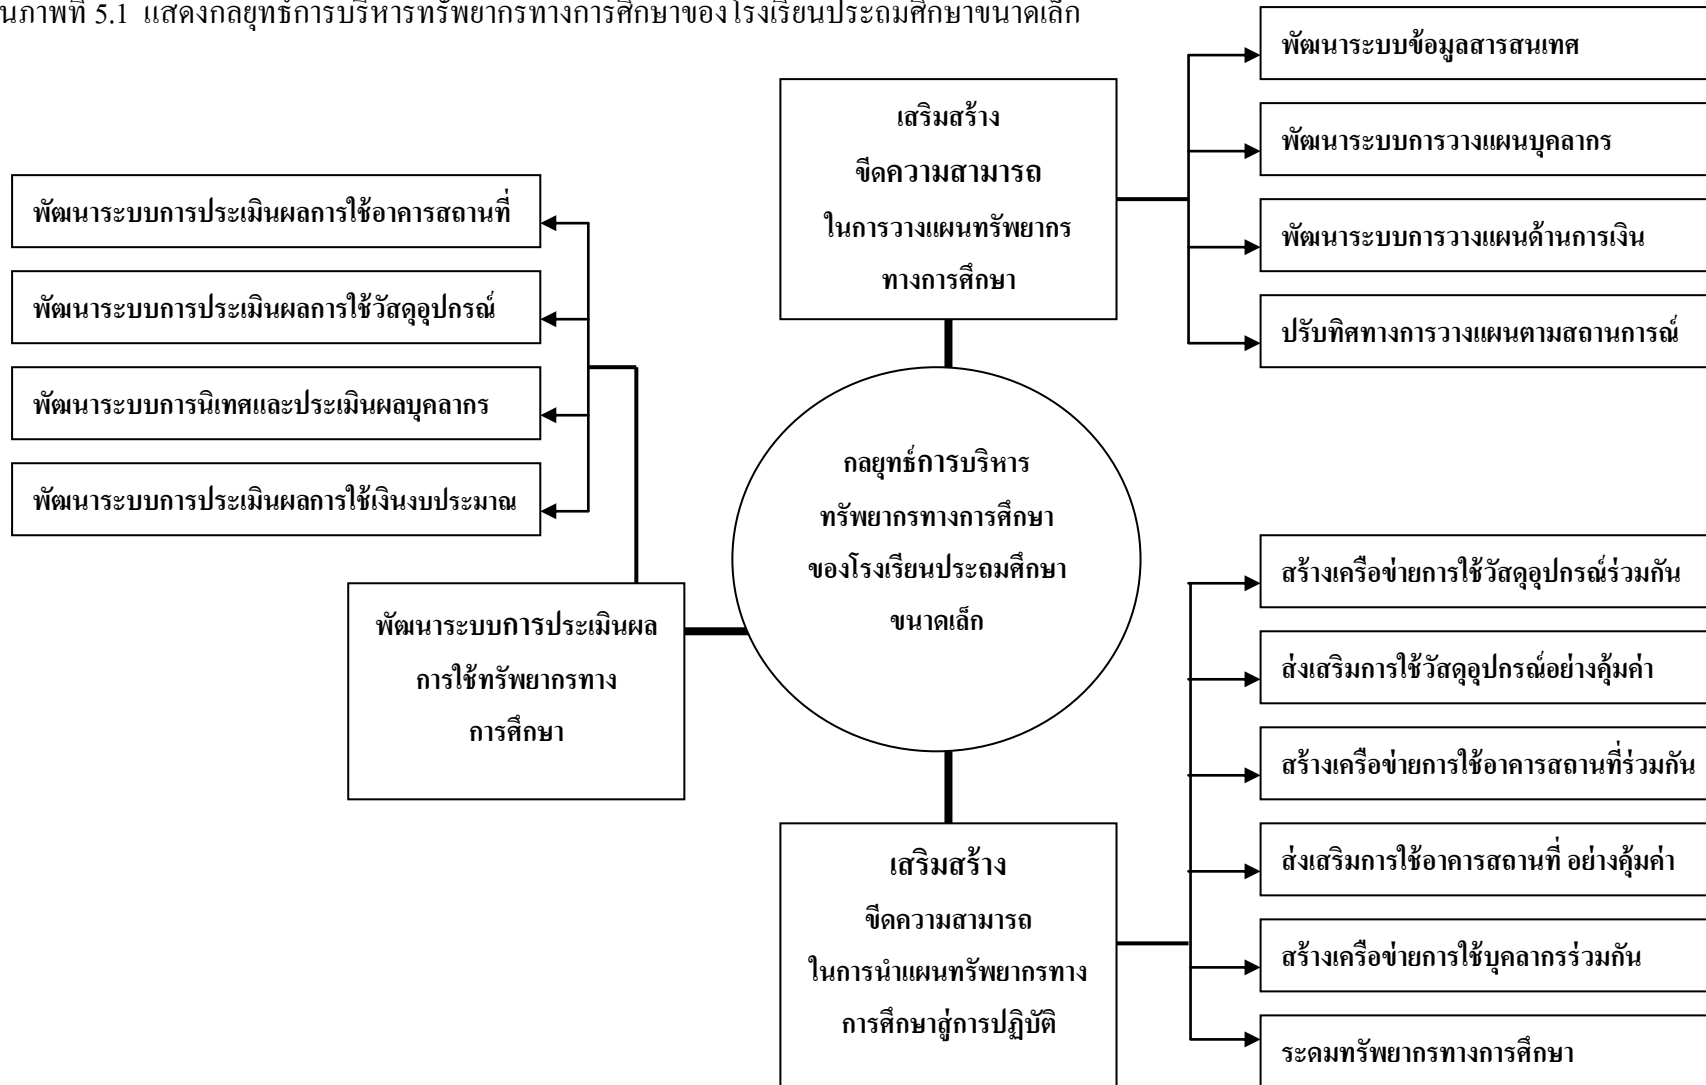 นภาพที่ 5.1 แสดงกลยุทธ์การบริหารทรัพยากรทางการศึกษาของโรงเรียนประถมศึกษาขนาดเล็ก
เสริมสร้าง
ขีดความสามารถ
ในการวางแผนทรัพยากร
ทางการศึกษา
พัฒนาระบบข้อมูลสารสนเทศ
พัฒนาระบบการวางแผนบุคลากร
พัฒนาระบบการวางแผนด้านการเงิน
ปรับทิศทางการวางแผนตามสถานการณ์
พัฒนาระบบการประเมินผลการใช้อาคารสถานที่
พัฒนาระบบการประเมินผลการใช้วัสดุอุปกรณ์
พัฒนาระบบการนิเทศและประเมินผลบุคลากร
พัฒนาระบบการประเมินผลการใช้เงินงบประมาณ
กลยุทธ์การบริหาร
ทรัพยากรทางการศึกษา
ของโรงเรียนประถมศึกษา
ขนาดเล็ก
พัฒนาระบบการประเมินผล
การใช้ทรัพยากรทาง
การศึกษา
เสริมสร้าง
ขีดความสามารถ
ในการนำแผนทรัพยากรทาง
การศึกษาสู่การปฏิบัติ
สร้างเครือข่ายการใช้วัสดุอุปกรณ์ร่วมกัน
ส่งเสริมการใช้วัสดุอุปกรณ์อย่างคุ้มค่า
สร้างเครือข่ายการใช้อาคารสถานที่ร่วมกัน
ส่งเสริมการใช้อาคารสถานที่ อย่างคุ้มค่า
สร้างเครือข่ายการใช้บุคลากรร่วมกัน
ระดมทรัพยากรทางการศึกษา